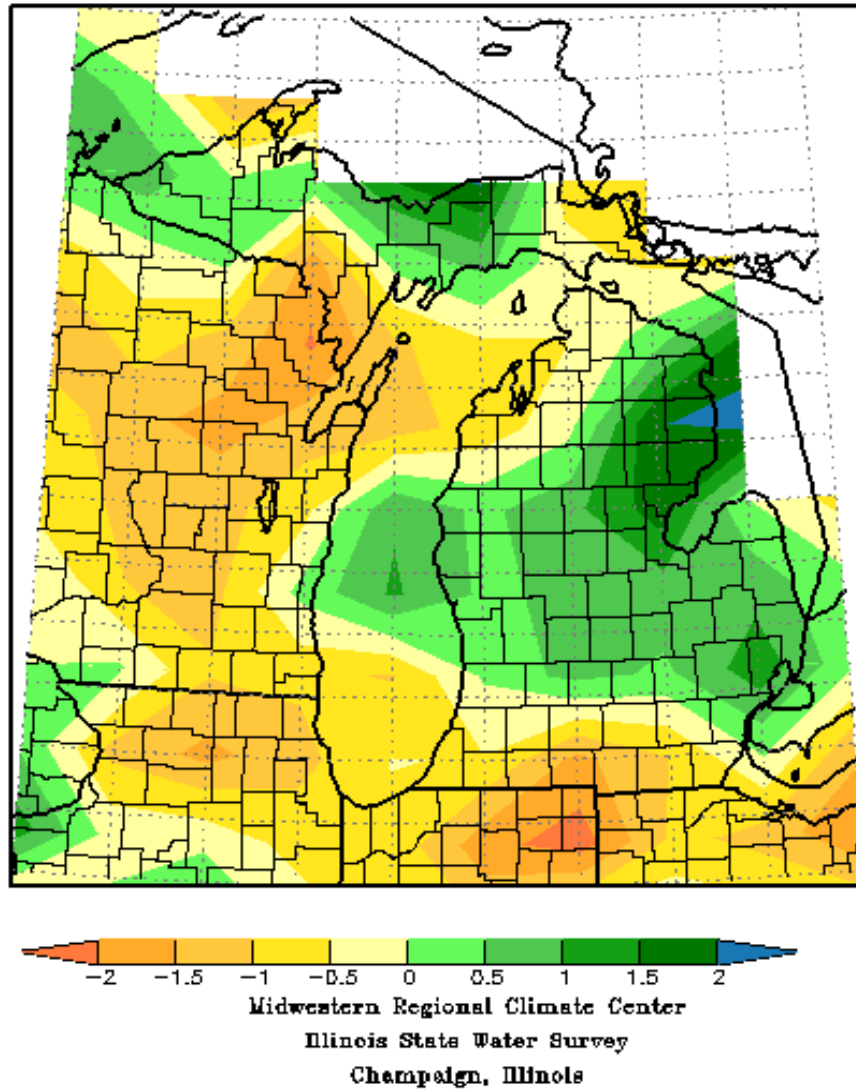 -2 -1.5 -1 -0.5 0 0.5 1 1.5 2
Midwestern Regional Climate Center
Illinois State Water Survey
Champaign, Illinois